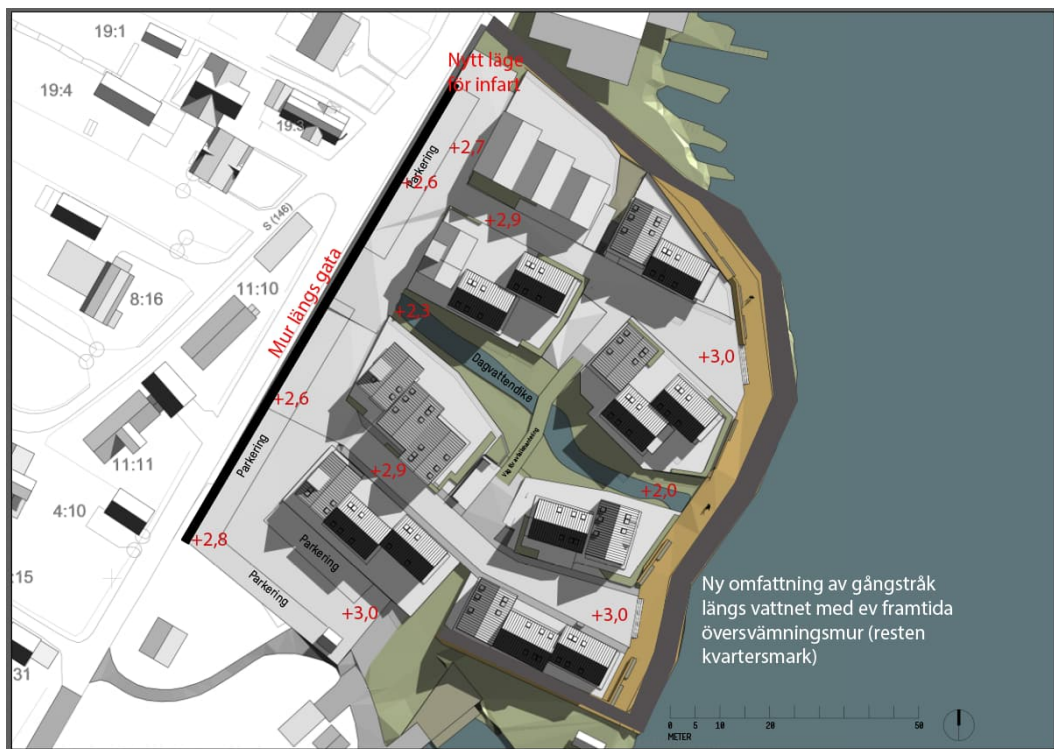 19:1
Nytt läge
för infart
19:4
19:3
+2,7
Parkering
+2,6
S (146)
+2,9
8:16
11:10
Mur längs gata
+2,3
Dagvattendike
+3,0
+2,6
11:11
Parkering
+2,9
4:10
+2,0
+2,8
Parkering
:15
Parkering
+3,0
+3,0
31
Ny omfattning av gångstråk
längs vattnet med ev framtida
översvämningsmur (resten
kvartersmark)
0 5 10 20 50
METER